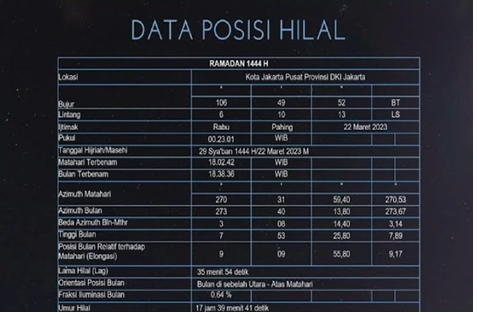 DATA POSISI HILAL
RAMADAN 1444 H
Lokasi Kota Jakarta Pusat Provinsi DKI Jakarta
° ' "
Bujur 106 49 52 BT
Lintang 6 10 13 LS
Ijtimak Rabu Pahing 22 Maret 2023
Pukul 00.23.01 WIB
Tanggal Hijriah/Masehi 29 Sya'ban 1444 H/22 Maret 2023 M
Matahari Terbenam 18.02.42 WIB
Bulan Terbenam 18.38.36 WIB
° ' " °
Azimuth Matahari 270 31 59,40 270,53
Azimuth Bulan 273 40 13,80 273,67
Beda Azimuth Bln-Mthr 3 08 14,40 3,14
Tinggi Bulan 7 53 25,80 7,89
Posisi Bulan Relatif terhadap
Matahari (Elongasi) 9 09 55,80 9,17
Lama Hilal (Lag) 35 menit 54 detik
Orientasi Posisi Bulan Bulan di sebelah Utara - Atas Matahari
Fraksi Iluminasi Bulan 0.64 %
Umur Hilal 17 jam 39 menit 41 detik